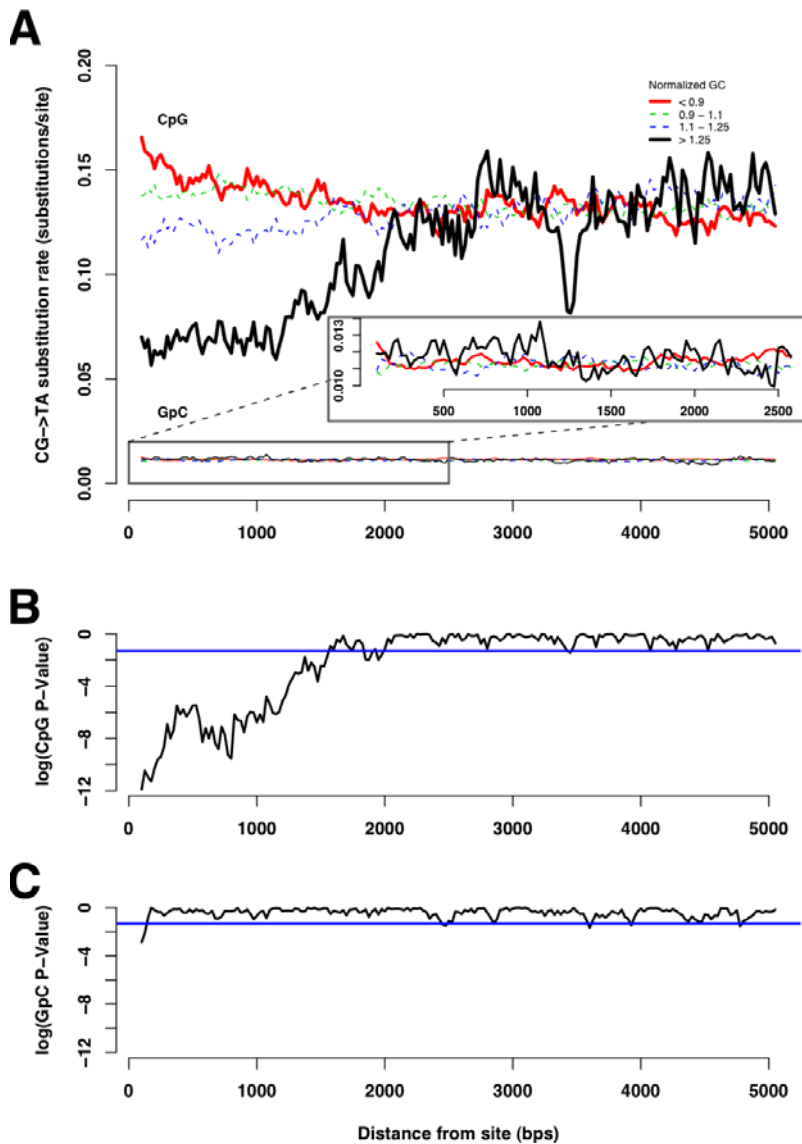 A
CG->TA substitution rate (substitutions/site)
0.20
0.15
0.10
0.05
0.00
CpG
Normalized GC
< 0.9
0.9 − 1.1
1.1 − 1.25
> 1.25
GpC
0.013
0.010
500 1000 1500 2000 2500
0 1000 2000 3000 4000 5000
B
log(CpG P−Value)
0
−4
−8
−12
0 1000 2000 3000 4000 5000
C
log(GpC P−Value)
0
−4
−8
−12
0 1000 2000 3000 4000 5000
Distance from site (bps)